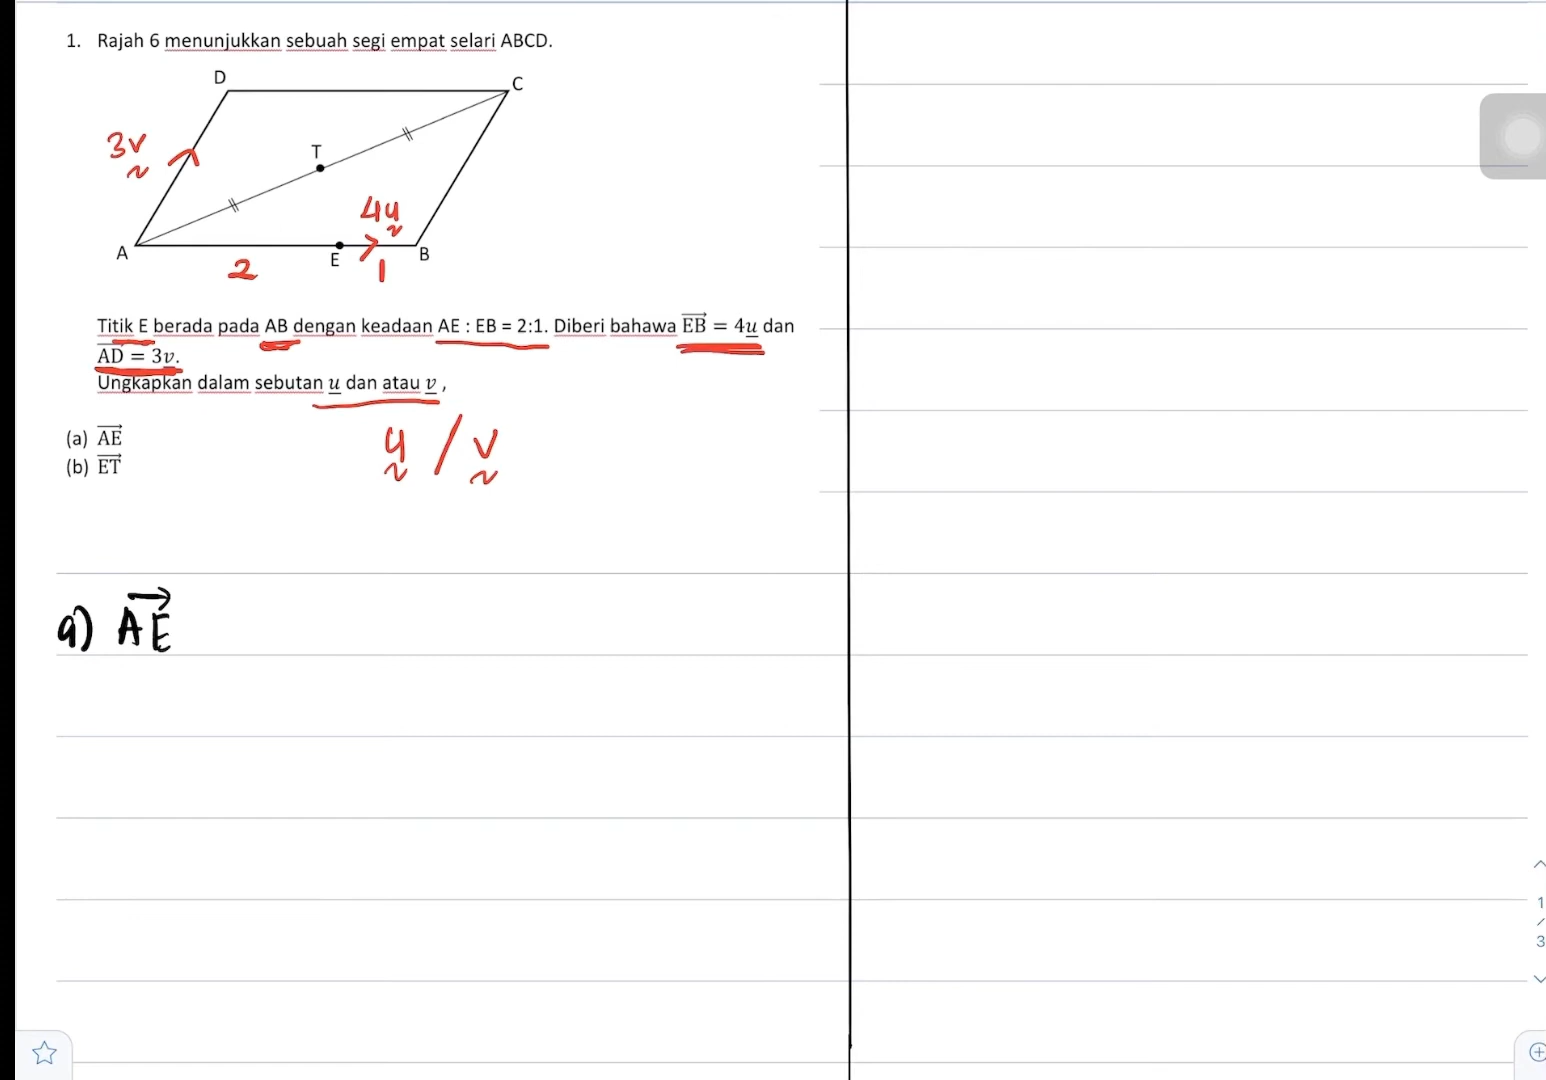 1. Rajah 6 menunjukkan sebuah segi empat selari ABCD.
D
C
3v
~
T
4u
~
A
E
B
2
1
Titik E berada pada AB dengan keadaan AE : EB = 2:1. Diberi bahawa EB = 4u dan
AD = 3v.
Ungkapkan dalam sebutan u dan atau v ,
u / v
~ ~
(a) AE
(b) ET
a) AE
1
/
3